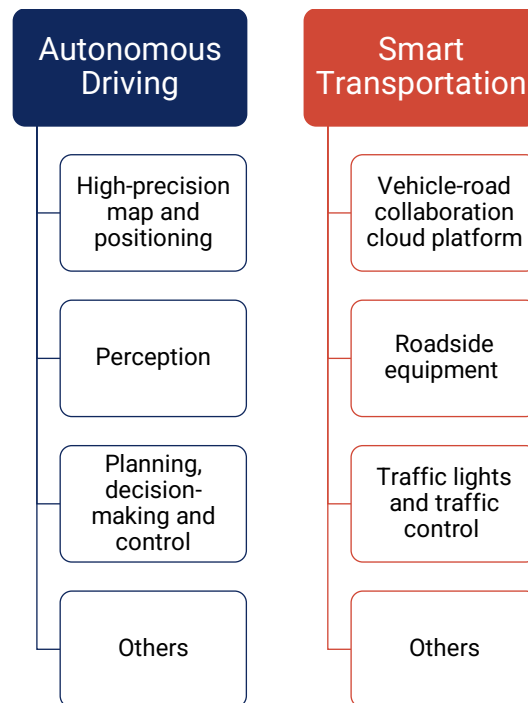 Autonomous
Driving
High-precision
map and
positioning
Perception
Planning,
decision-
making and
control
Others
Smart
Transportation
Vehicle-road
collaboration
cloud platform
Roadside
equipment
Traffic lights
and traffic
control
Others